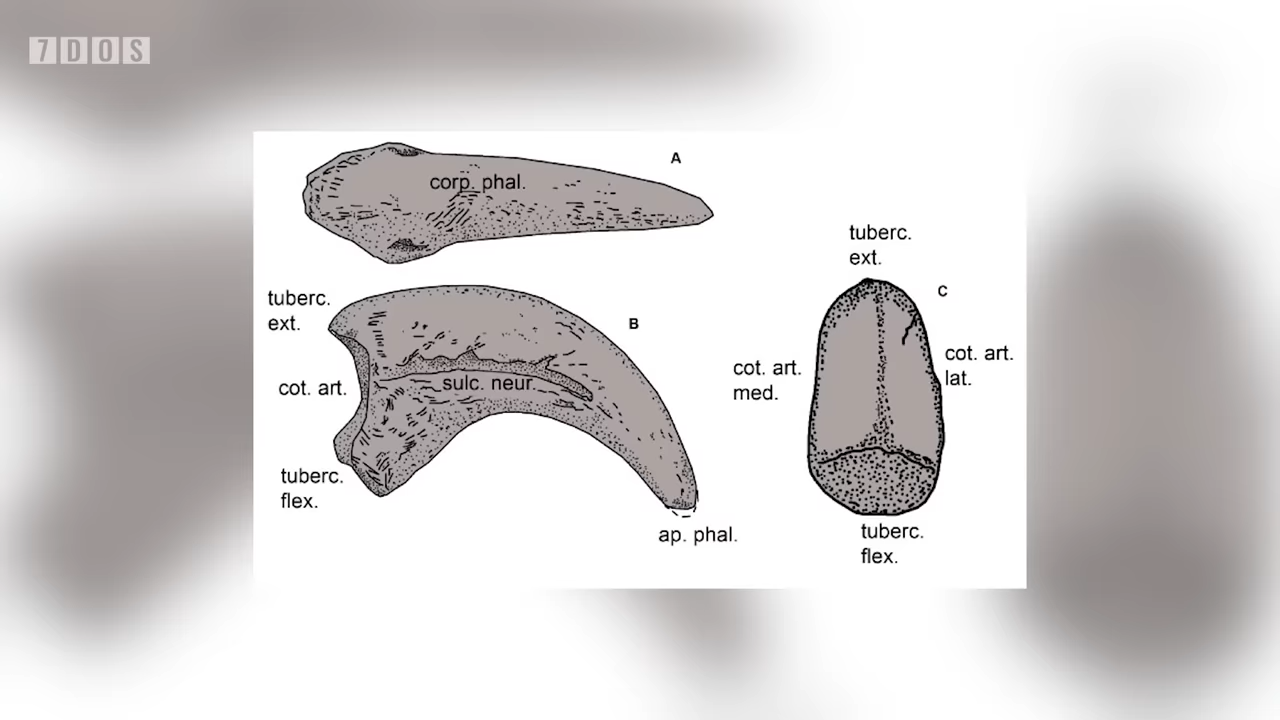 7DOS
A
corp. phal.
tuberc.
ext.
B
cot. art.
sulc. neur.
tuberc.
flex.
ap. phal.
tuberc.
ext.
C
cot. art.
med.
cot. art.
lat.
tuberc.
flex.